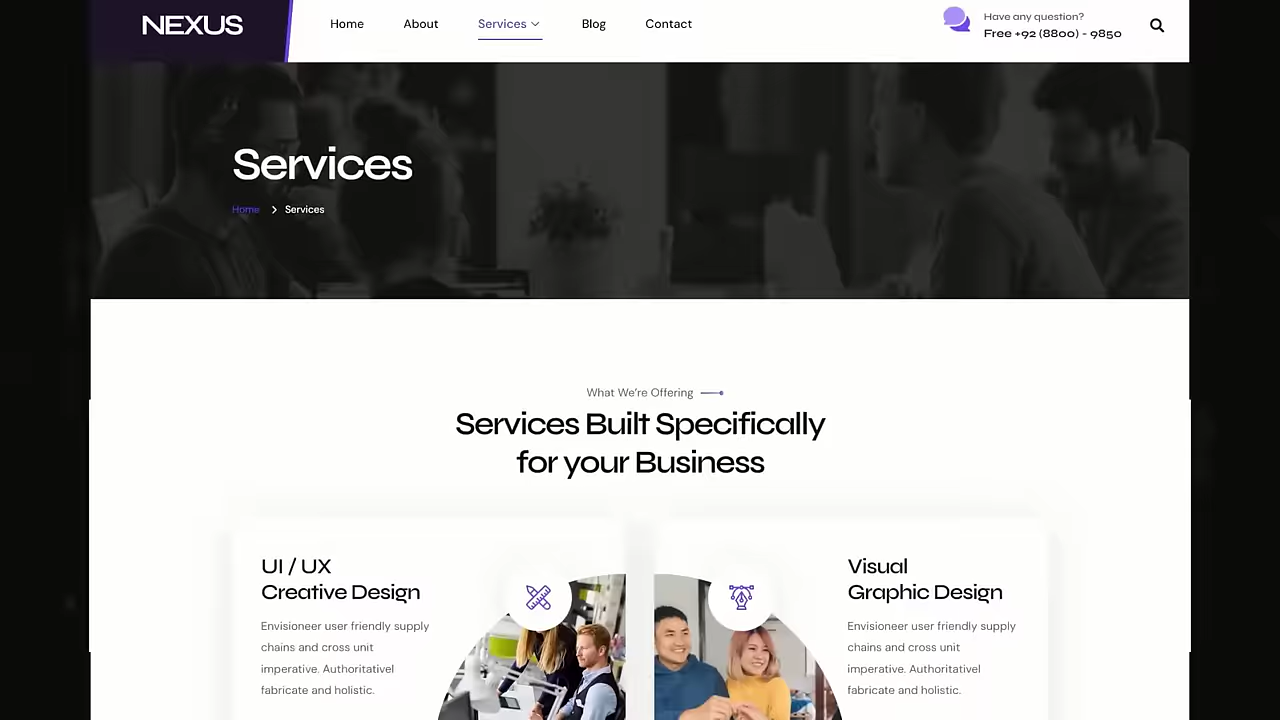 NEXUS
Home About Services Blog Contact
Have any question?
Free +92 (8800) - 9850
Services
Home > Services
What We're Offering
Services Built Specifically
for your Business
UI / UX
Creative Design
Envisioneer user friendly supply
chains and cross unit
imperative. Authoritativel
fabricate and holistic.
Visual
Graphic Design
Envisioneer user friendly supply
chains and cross unit
imperative. Authoritativel
fabricate and holistic.